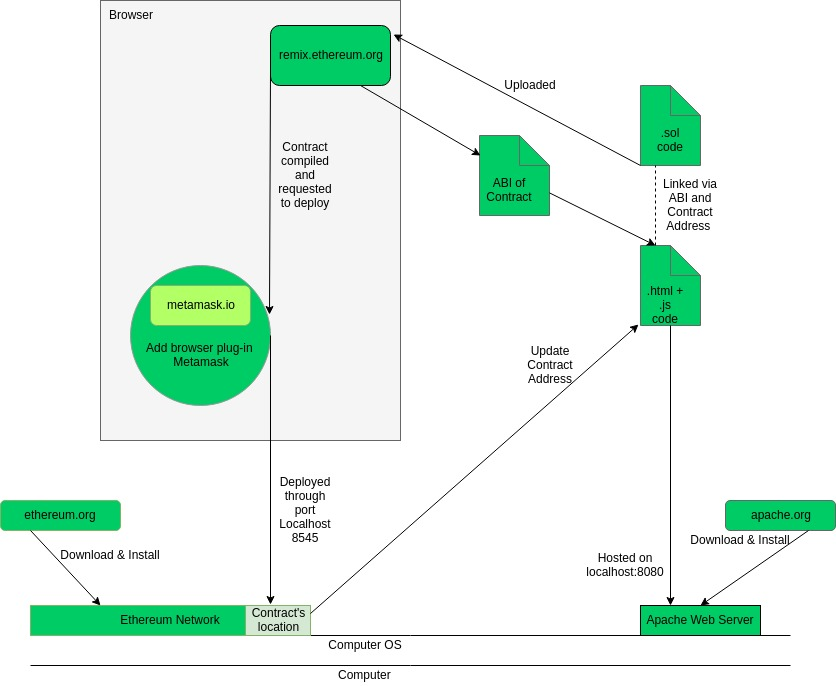 Browser
remix.ethereum.org
Uploaded
.sol
code
Contract
compiled
and
requested
to deploy
ABI of
Contract
Linked via
ABI and
Contract
Address
metamask.io
Add browser plug-in
Metamask
.html +
.js
code
Update
Contract
Address
Deployed
through
port
Localhost
8545
ethereum.org
Download & Install
apache.org
Download & Install
Hosted on
localhost:8080
Ethereum Network
Contract's
location
Apache Web Server
Computer OS
Computer